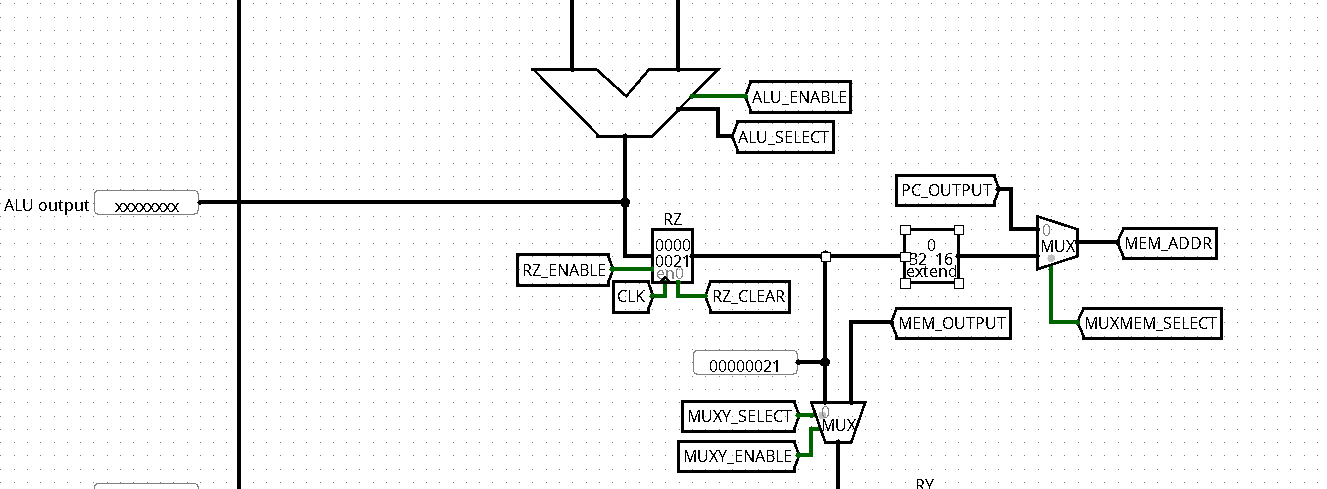 ALU_ENABLE
ALU_SELECT
PC_OUTPUT
ALU output xxxxxxxx
RZ
0000
0021
en0
0
MUX
MEM_ADDR
0
32 16
extend
RZ_ENABLE
CLK
RZ_CLEAR
MEM_OUTPUT
MUXMEM_SELECT
00000021
MUXY_SELECT
0
MUX
MUXY_ENABLE
RY